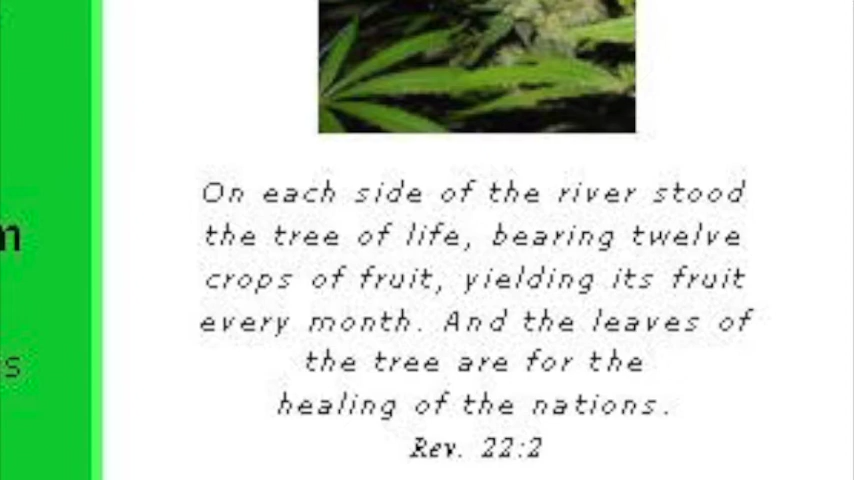 On each side of the river stood
the tree of life, bearing twelve
crops of fruit, yielding its fruit
every month. And the leaves of
the tree are for the
healing of the nations.
Rev. 22:2
m
s